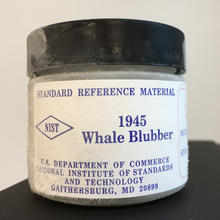 STANDARD REFERENCE MATERIAL
NIST
1945
Whale Blubber
U.S. DEPARTMENT OF COMMERCE
NATIONAL INSTITUTE OF STANDARDS
AND TECHNOLOGY
GAITHERSBURG, MD 20899